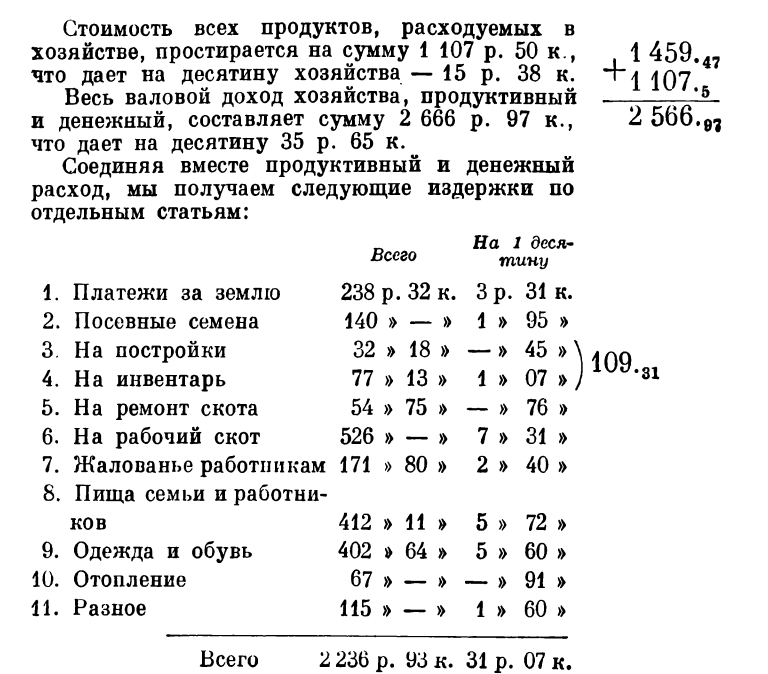 Стоимость всех продуктов, расходуемых в
хозяйстве, простирается на сумму 1 107 р. 50 к.,
что дает на десятину хозяйства — 15 р. 38 к.
Весь валовой доход хозяйства, продуктивный
и денежный, составляет сумму 2 666 р. 97 к.,
что дает на десятину 35 р. 65 к.
+ 1 459.47
1 107.5
2 566.97
Соединяя вместе продуктивный и денежный
расход, мы получаем следующие издержки по
отдельным статьям:
Всего На 1 деся-
тину
1. Платежи за землю 238 р. 32 к. 3 р. 31 к.
2. Посевные семена 140 » — » 1 » 95 »
3. На постройки 32 » 18 » — » 45 »
4. На инвентарь 77 » 13 » 1 » 07 » ) 109.31
5. На ремонт скота 54 » 75 » — » 76 »
6. На рабочий скот 526 » — » 7 » 31 »
7. Жалованье работникам 171 » 80 » 2 » 40 »
8. Пища семьи и работни-
ков 412 » 11 » 5 » 72 »
9. Одежда и обувь 402 » 64 » 5 » 60 »
10. Отопление 67 » — » — » 91 »
11. Разное 115 » — » 1 » 60 »
Всего 2 236 р. 93 к. 31 р. 07 к.